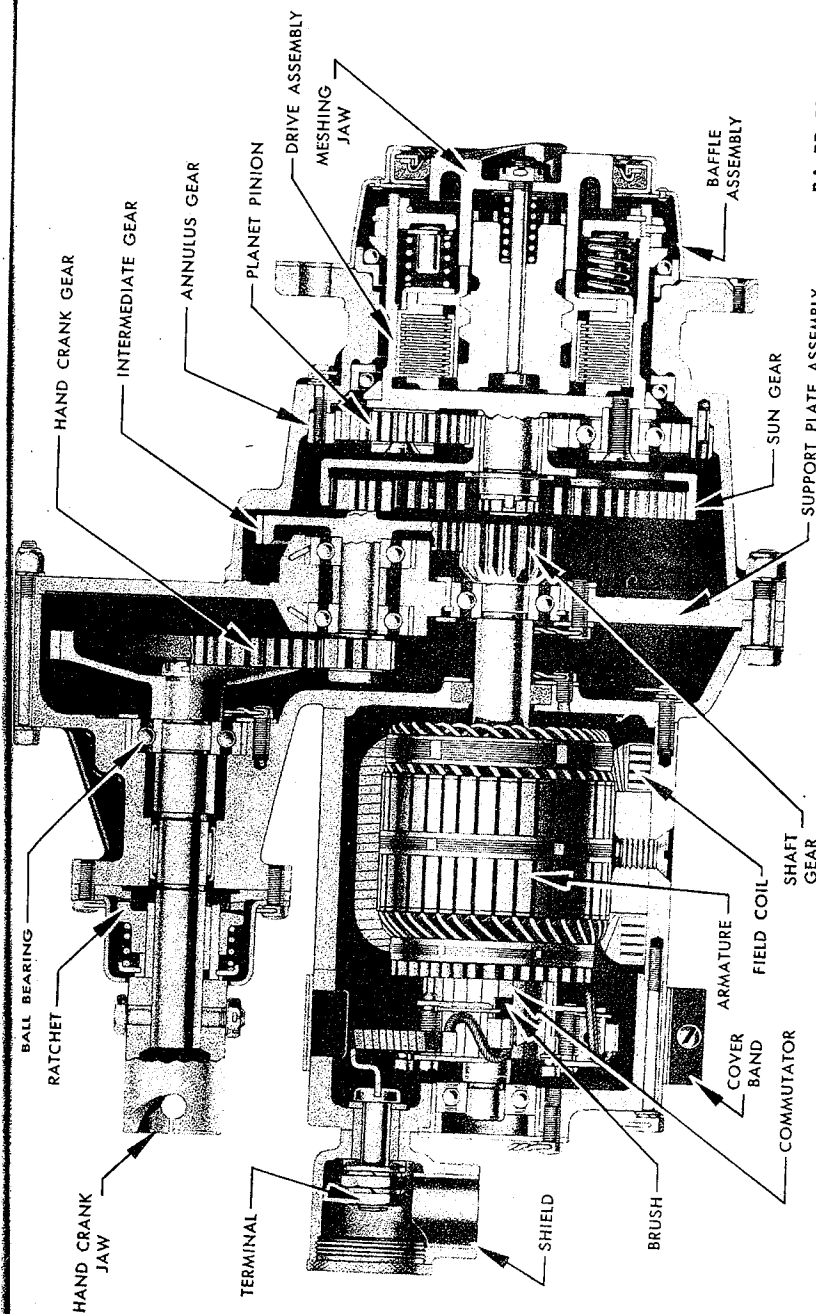 HAND CRANK GEAR
INTERMEDIATE GEAR
ANNULUS GEAR
PLANET PINION
DRIVE ASSEMBLY
MESHING
JAW
BALL BEARING
RATCHET
HAND CRANK
JAW
TERMINAL
SHIELD
BRUSH
COMMUTATOR
COVER
BAND
ARMATURE
FIELD COIL
SHAFT
GEAR
SUPPORT PLATE ASSEMBLY
SUN GEAR
BAFFLE
ASSEMBLY